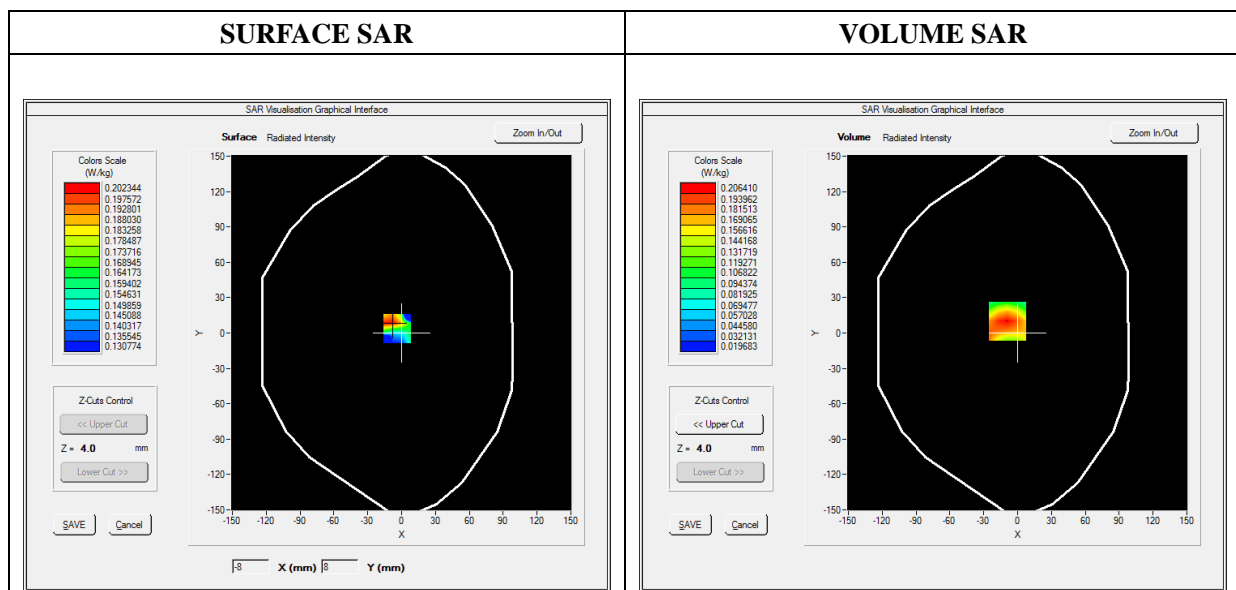 SURFACE SAR
VOLUME SAR
SAR Visualisation Graphical Interface
Surface Radiated Intensity
Zoom In/Out
Colors Scale
(W/kg)
0.202344
0.197572
0.192801
0.188030
0.183258
0.178487
0.173716
0.168945
0.164173
0.159402
0.154631
0.149859
0.145088
0.140317
0.135545
0.130774
Z-Cuts Control
<< Upper Cut
Z = 4.0 mm
Lower Cut >>
SAVE
Cancel
150
120
90
60
30
0
-30
-60
-90
-120
-150
Y
-150 -120 -90 -60 -30 0 30 60 90 120 150
X
-8 X (mm) 8 Y (mm)
SAR Visualisation Graphical Interface
Volume Radiated Intensity
Zoom In/Out
Colors Scale
(W/kg)
0.206410
0.193962
0.181513
0.169065
0.156616
0.144168
0.131719
0.119271
0.106822
0.094374
0.081925
0.069477
0.057028
0.044580
0.032131
0.019683
Z-Cuts Control
<< Upper Cut
Z = 4.0 mm
Lower Cut >>
SAVE
Cancel
150
120
90
60
30
0
-30
-60
-90
-120
-150
Y
-150 -120 -90 -60 -30 0 30 60 90 120 150
X